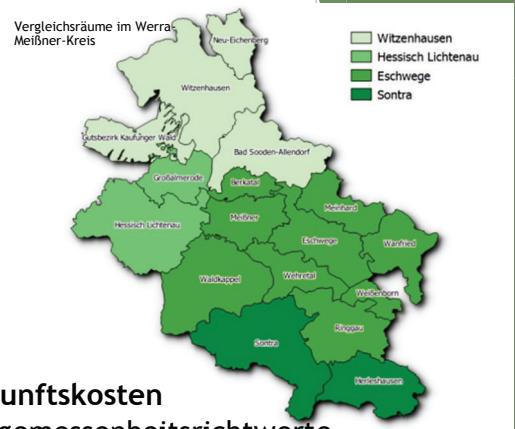 Vergleichsräume im Werra-
Meißner-Kreis
Witzenhausen
Hessisch Lichtenau
Eschwege
Sontra
Neu-Eichenberg
Witzenhausen
Gutsbezirk Kaufunger Wald
Bad Sooden-Allendorf
Großalmerode
Berkatal
Hessisch Lichtenau
Meißner
Meinhard
Eschwege
Wanfried
Waldkappel
Wehretal
Weißenborn
Ringgau
Sontra
Herleshausen
unftskosten
gemessenheitsrichtwerte